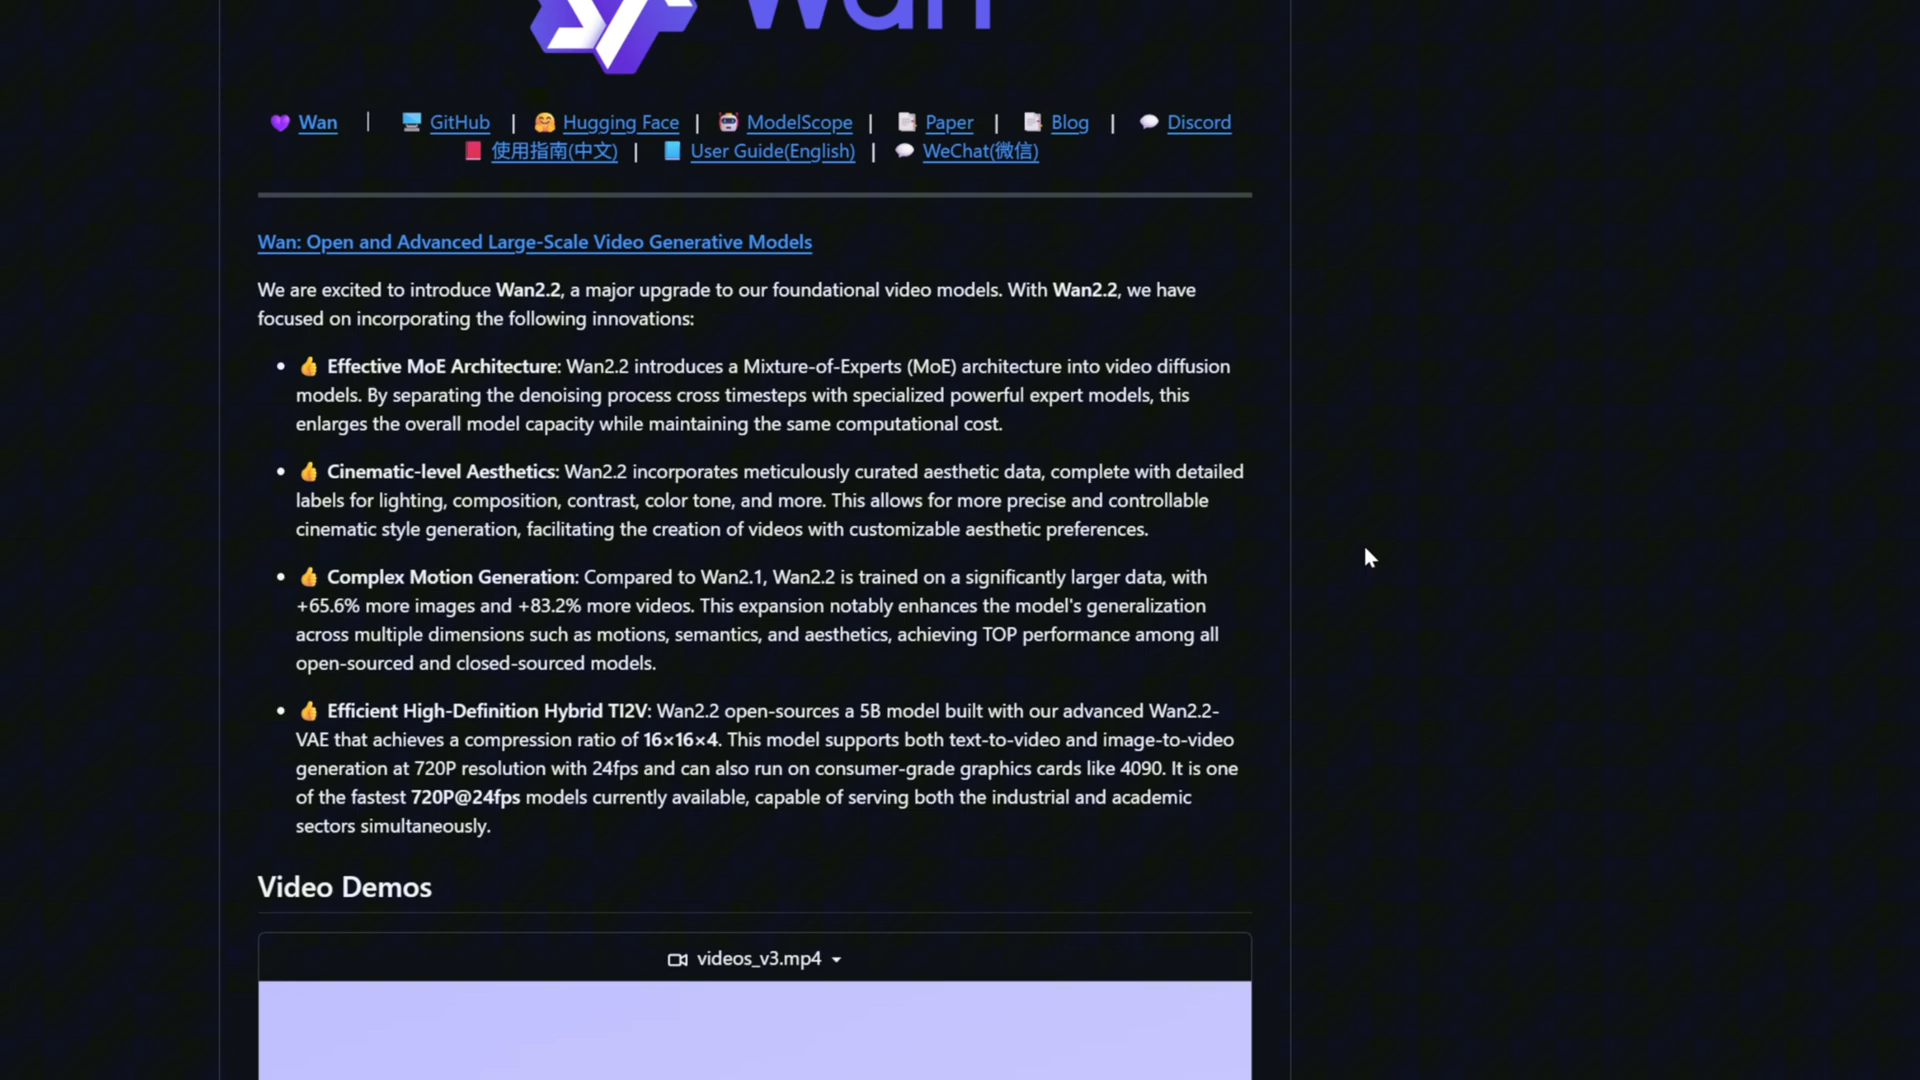 Wan
Wan | GitHub | Hugging Face | ModelScope | Paper | Blog | Discord
使用指南(中文) | User Guide(English) | WeChat(微信)
Wan: Open and Advanced Large-Scale Video Generative Models
We are excited to introduce Wan2.2, a major upgrade to our foundational video models. With Wan2.2, we have
focused on incorporating the following innovations:
• 👍 Effective MoE Architecture: Wan2.2 introduces a Mixture-of-Experts (MoE) architecture into video diffusion
models. By separating the denoising process cross timesteps with specialized powerful expert models, this
enlarges the overall model capacity while maintaining the same computational cost.
• 👍 Cinematic-level Aesthetics: Wan2.2 incorporates meticulously curated aesthetic data, complete with detailed
labels for lighting, composition, contrast, color tone, and more. This allows for more precise and controllable
cinematic style generation, facilitating the creation of videos with customizable aesthetic preferences.
• 👍 Complex Motion Generation: Compared to Wan2.1, Wan2.2 is trained on a significantly larger data, with
+65.6% more images and +83.2% more videos. This expansion notably enhances the model's generalization
across multiple dimensions such as motions, semantics, and aesthetics, achieving TOP performance among all
open-sourced and closed-sourced models.
• 👍 Efficient High-Definition Hybrid TI2V: Wan2.2 open-sources a 5B model built with our advanced Wan2.2-
VAE that achieves a compression ratio of 16×16×4. This model supports both text-to-video and image-to-video
generation at 720P resolution with 24fps and can also run on consumer-grade graphics cards like 4090. It is one
of the fastest 720P@24fps models currently available, capable of serving both the industrial and academic
sectors simultaneously.
Video Demos
videos_v3.mp4